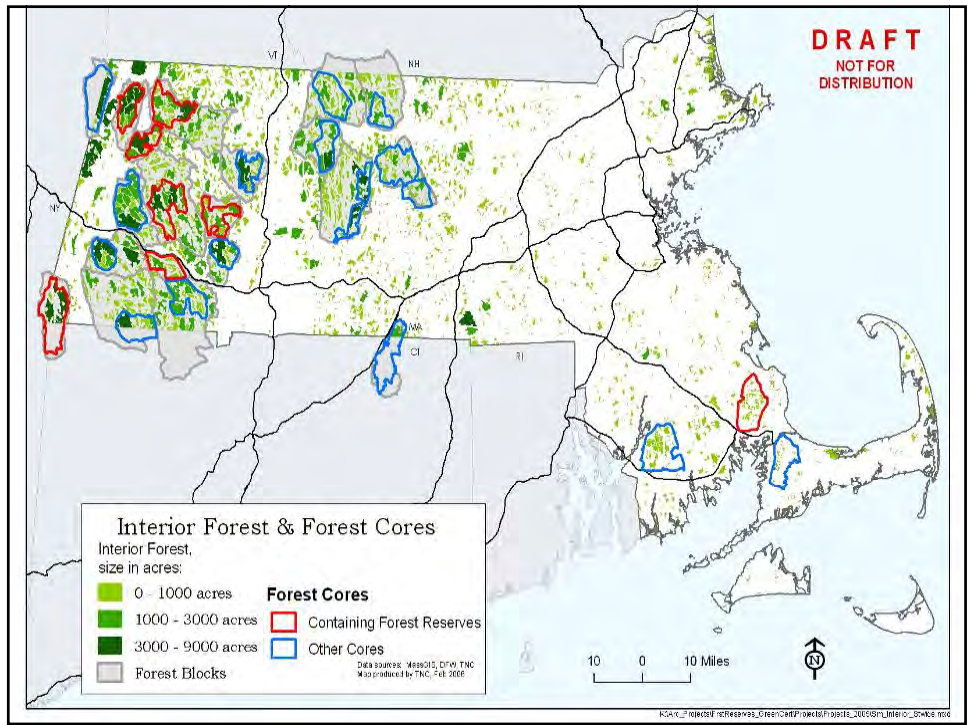 DRAFT
NOT FOR
DISTRIBUTION
VT
NH
NY
MA
CT
RI
Interior Forest & Forest Cores
Interior Forest,
size in acres:
0 - 1000 acres
1000 - 3000 acres
3000 - 9000 acres
Forest Blocks
Forest Cores
Containing Forest Reserves
Other Cores
Data sources: MassGIS, DFW, TNC
Map produced by TNC, Feb 2006
10 0 10 Miles
N